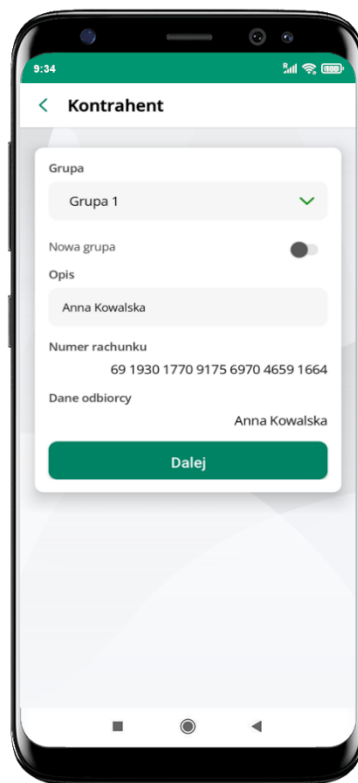 9:34
Kontrahent
Grupa
Grupa 1
Nowa grupa
Opis
Anna Kowalska
Numer rachunku
69 1930 1770 9175 6970 4659 1664
Dane odbiorcy
Anna Kowalska
Dalej